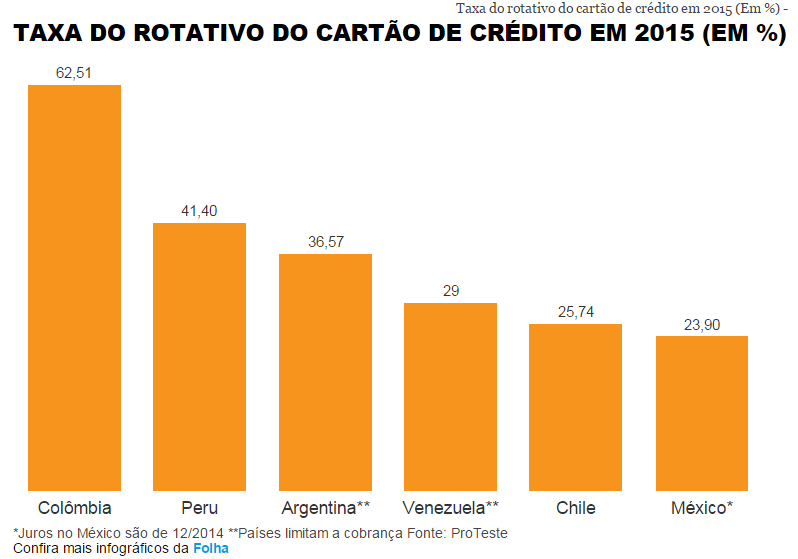 Taxa do rotativo do cartão de crédito em 2015 (Em %) -
TAXA DO ROTATIVO DO CARTÃO DE CRÉDITO EM 2015 (EM %)
62,51
41,40
36,57
29
25,74
23,90
Colômbia Peru Argentina** Venezuela** Chile México*
*Juros no México são de 12/2014 **Países limitam a cobrança Fonte: ProTeste
Confira mais infográficos da Folha